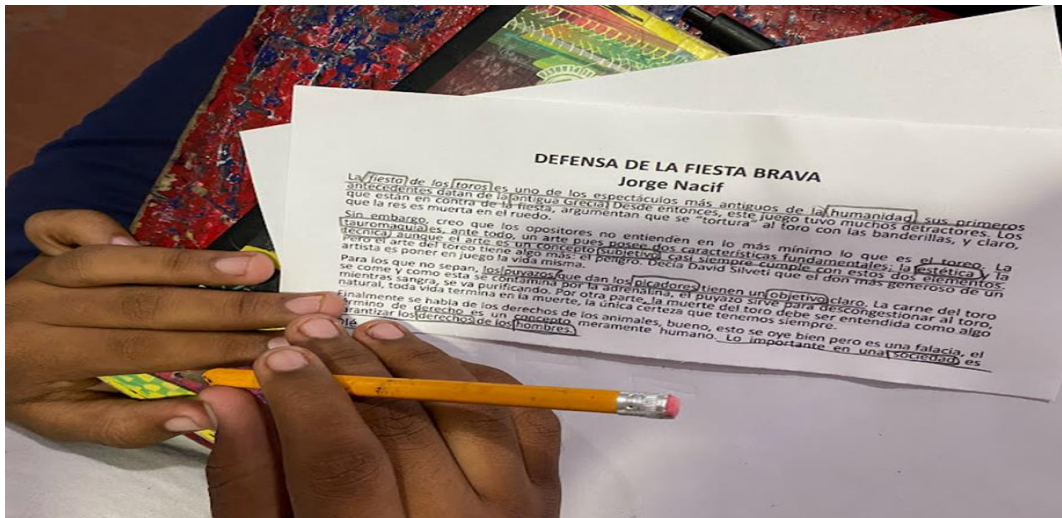 DEFENSA DE LA FIESTA BRAVA
Jorge Nacif
La fiesta de los toros es uno de los espectáculos más antiguos de la humanidad, sus primeros
antecedentes datan de la antigua Grecia. Desde entonces, este juego tuvo muchos detractores. Los
que están en contra de la fiesta, argumentan que se "tortura" al toro con las banderillas, y claro,
que la res es muerta en el ruedo.
Sin embargo, creo que los opositores no entienden en lo más mínimo lo que es el toreo. La
tauromaquia es, ante todo, un arte pues posee dos características fundamentales: la estética y la
técnica) aunque el arte es un concepto subjetivo casi siempre cumple con estos dos elementos.
Pero el arte del toreo tiene algo más: el peligro. Decía David Silveti que el don más generoso de un
artista es poner en juego la vida misma.
Para los que no sepan, los puyazos que dan los picadores tienen un objetivo claro. La carne del toro
se come y como esta se contamina por la adrenalina, el puyazo sirve para descongestionar al toro,
mientras sangra, se va purificando. Por otra parte, la muerte del toro debe ser entendida como algo
natural, toda vida termina en la muerte, la única certeza que tenemos siempre.
Finalmente se habla de los derechos de los animales, bueno, esto se oye bien pero es una falacia, el
término de derecho es un concepto meramente humano. Lo importante en una sociedad es
garantizar los derechos de los hombres.